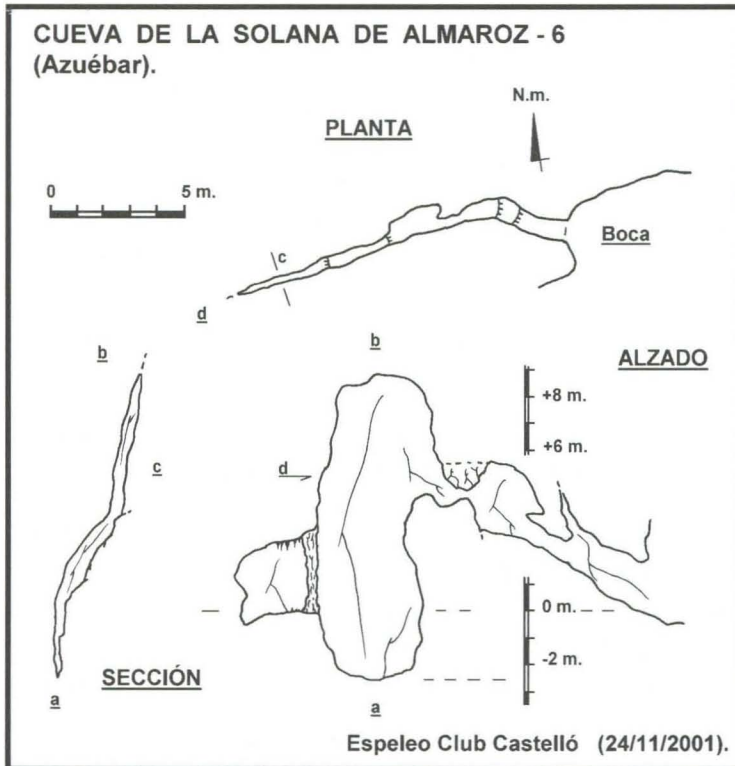 CUEVA DE LA SOLANA DE ALMAROZ - 6
(Azuébar).
N.m.
PLANTA
0 5 m.
c
Boca
d
b
b
ALZADO
+8 m.
+6 m.
c
d
0 m.
-2 m.
SECCIÓN
a
a
Espeleo Club Castelló (24/11/2001).